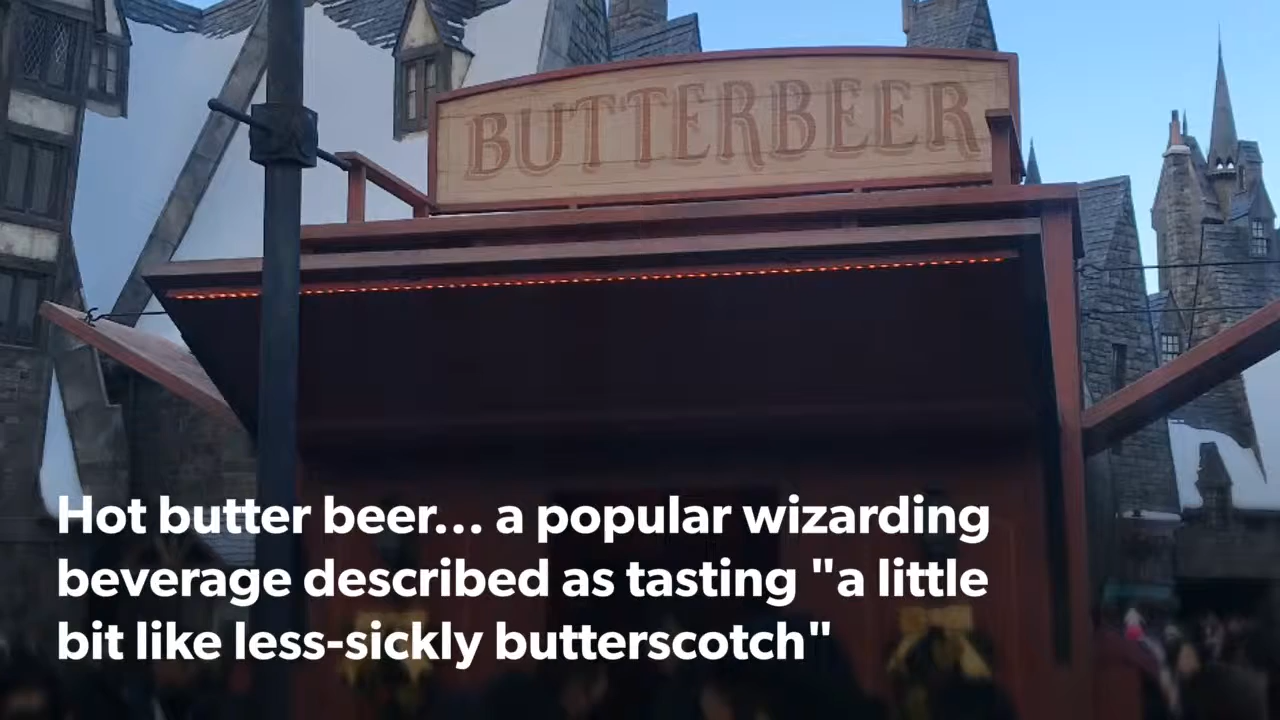 BUTTERBEER
Hot butter beer... a popular wizarding
beverage described as tasting "a little
bit like less-sickly butterscotch"